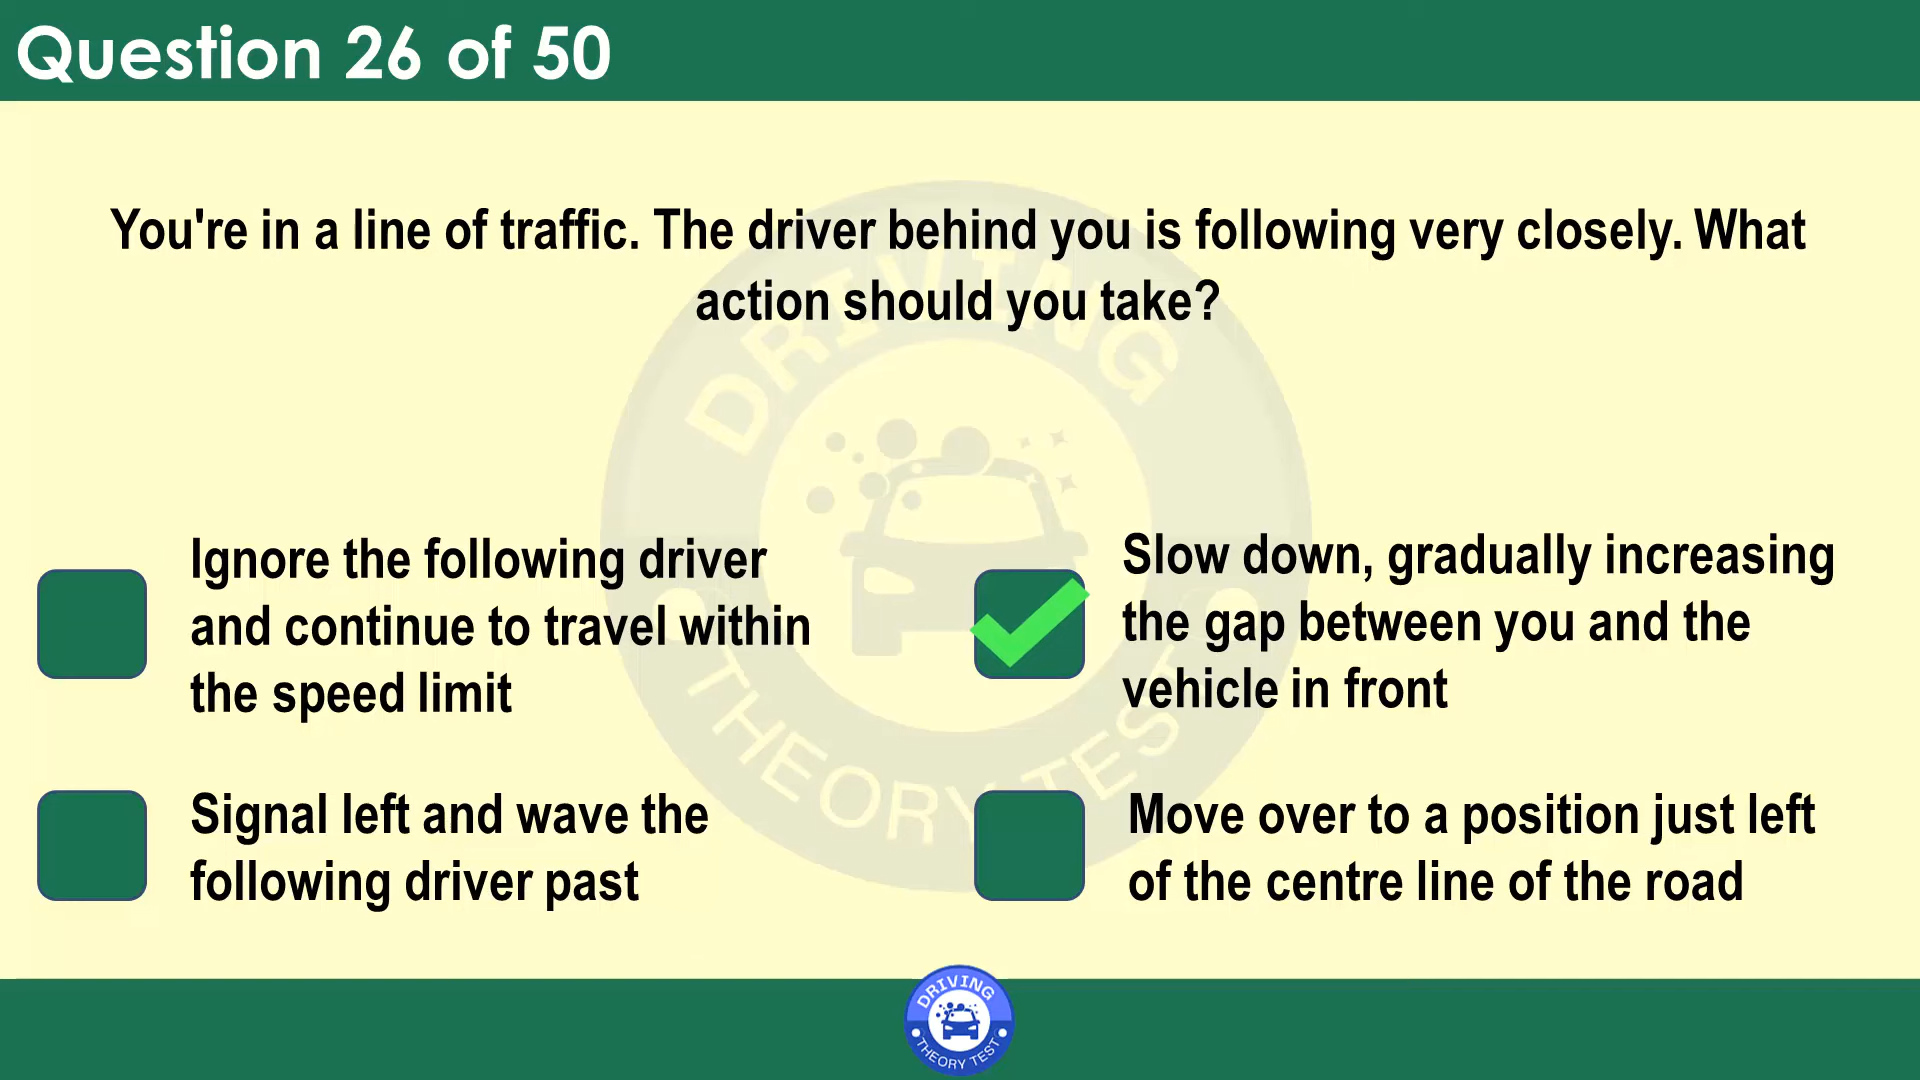 Question 26 of 50
You're in a line of traffic. The driver behind you is following very closely. What
action should you take?
Ignore the following driver
and continue to travel within
the speed limit
Slow down, gradually increasing
the gap between you and the
vehicle in front
Signal left and wave the
following driver past
Move over to a position just left
of the centre line of the road
DRIVING
THEORY TEST
DRIVING
THEORY TEST